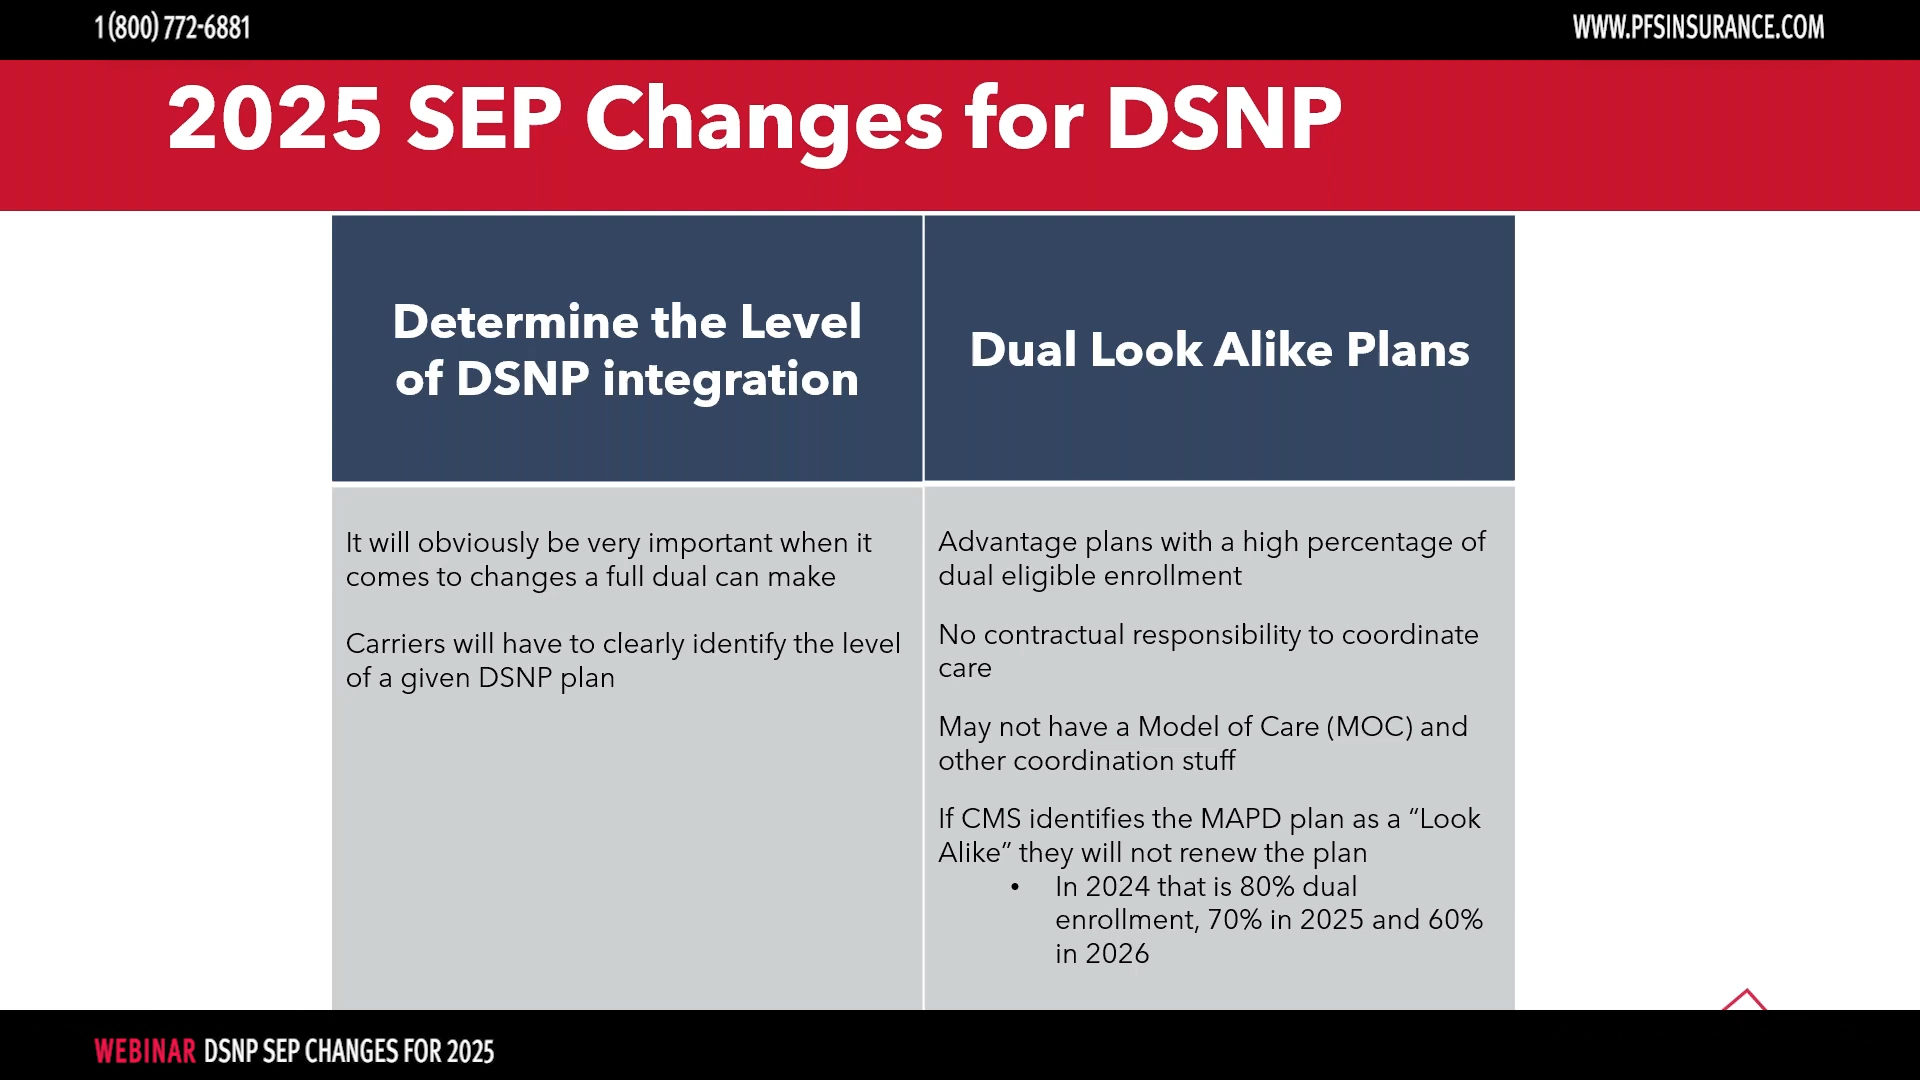 1 (800) 772-6881
WWW.PFSINSURANCE.COM
2025 SEP Changes for DSNP
Determine the Level
of DSNP integration
Dual Look Alike Plans
It will obviously be very important when it
comes to changes a full dual can make
Carriers will have to clearly identify the level
of a given DSNP plan
Advantage plans with a high percentage of
dual eligible enrollment
No contractual responsibility to coordinate
care
May not have a Model of Care (MOC) and
other coordination stuff
If CMS identifies the MAPD plan as a “Look
Alike” they will not renew the plan
• In 2024 that is 80% dual
enrollment, 70% in 2025 and 60%
in 2026
WEBINAR DSNP SEP CHANGES FOR 2025